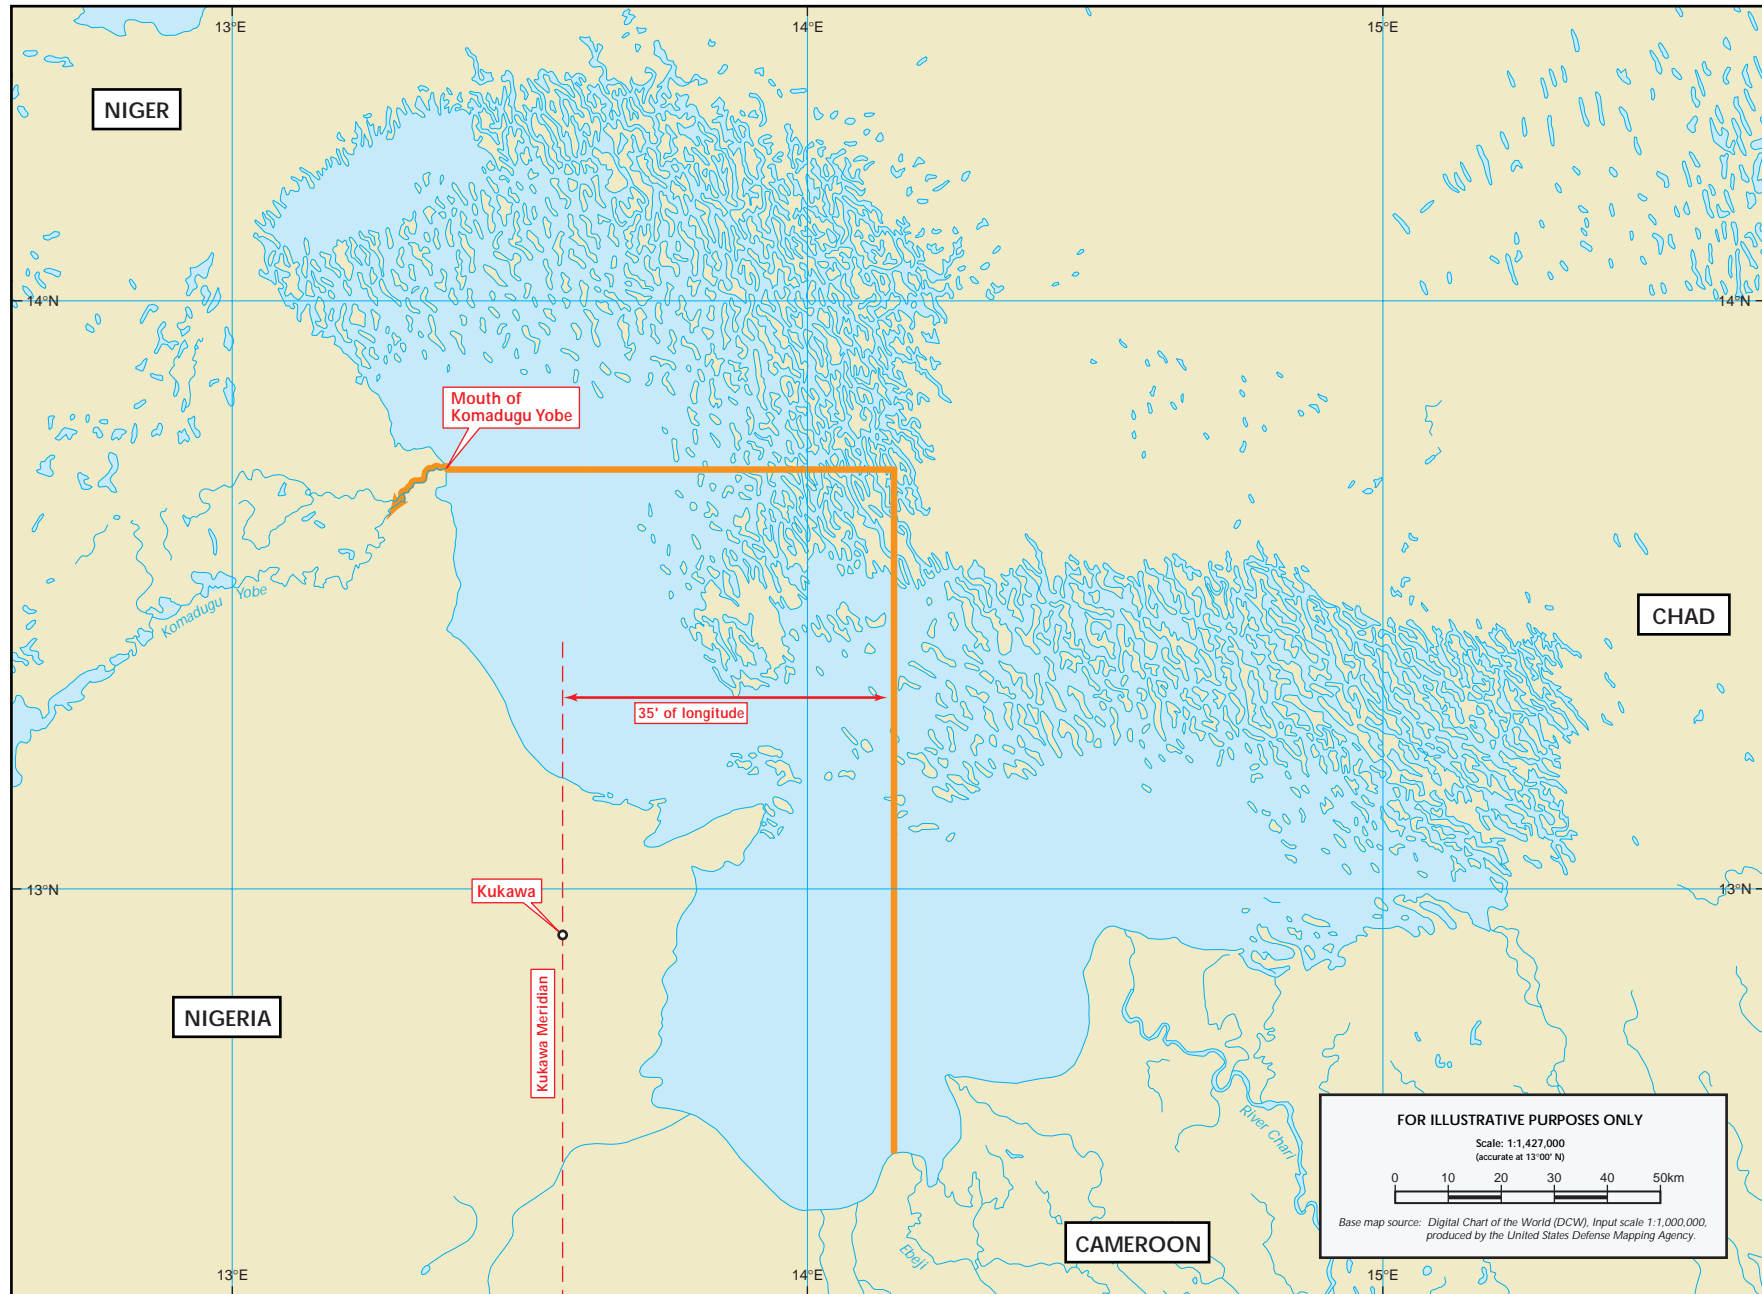 13°E
14°E
15°E
NIGER
14°N
14°N
Mouth of
Komadugu Yobe
Komadugu Yobe
CHAD
35' of longitude
13°N
13°N
Kukawa
Kukawa Meridian
NIGERIA
River Chari
Ebeji
CAMEROON
FOR ILLUSTRATIVE PURPOSES ONLY
Scale: 1:1,427,000
(accurate at 13°00' N)
0 10 20 30 40 50km
Base map source: Digital Chart of the World (DCW), Input scale 1:1,000,000,
produced by the United States Defense Mapping Agency.
13°E
14°E
15°E